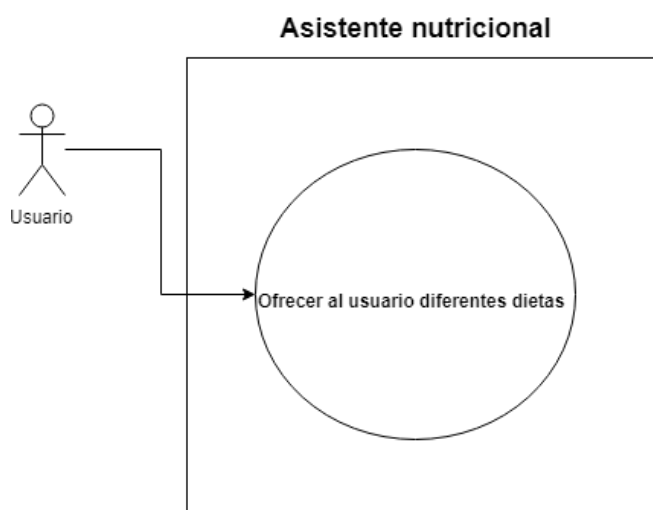 Asistente nutricional
Usuario
Ofrecer al usuario diferentes dietas